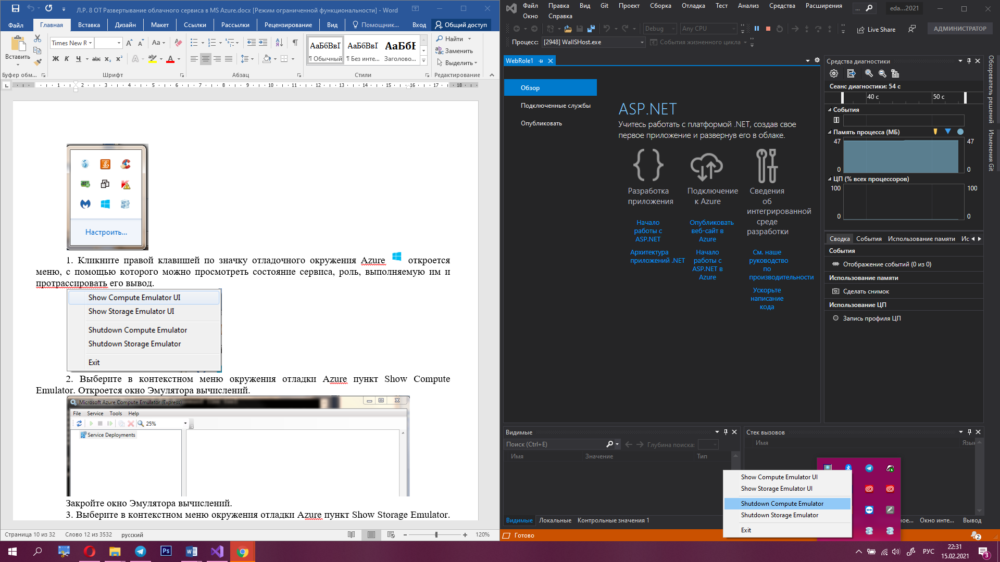 Л.Р. 8 ОТ Развертывание облачного сервиса в MS Azure.docx [Режим ограниченной функциональности] - Word
Файл
Главная
Вставка
Дизайн
Макет
Ссылки
Рассылки
Рецензирование
Вид
Помощник...
Вход
Общий доступ
Вставить
Times New R
Aa
Ж К Ч abc x₂ x²
АаБбВвГ
АаБбВвГ
АаБбВ
¶ Обычный
¶ Без инте...
Заголово...
Найти
Заменить
Выделить
Буфер обм...
Шрифт
Абзац
Стили
Редактирование
1 2 3 4 5 6 7 8 9 10 11 12 13 14 15 16 17 18
Настроить...
1. Кликните правой клавишей по значку отладочного окружения Azure откроется
меню, с помощью которого можно просмотреть состояние сервиса, роль, выполняемую им и
протрассировать его вывод.
Show Compute Emulator UI
Show Storage Emulator UI
Shutdown Compute Emulator
Shutdown Storage Emulator
Exit
2. Выберите в контекстном меню окружения отладки Azure пункт Show Compute
Emulator. Откроется окно Эмулятора вычислений.
Microsoft Azure Compute Emulator (Express)
File Service Tools Help
25%
Service Deployments
Закройте окно Эмулятора вычислений.
3. Выберите в контекстном меню окружения отладки Azure пункт Show Storage Emulator.
Страница 10 из 32
Слово 12 из 3532
русский
120%
Файл Правка Вид Git Проект Сборка Отладка Тест Анализ Средства Расширения
Окно Справка
...
eda...2021
Debug
Any CPU
Live Share
АДМИНИСТРАТОР
Процесс:
[2948] WaIISHost.exe
События жизненного цикла
WebRole1
Обзор
Подключенные службы
Опубликовать
ASP.NET
Учитесь работать с платформой .NET, создав свое
первое приложение и развернув его в облаке.
Разработка
приложения
Начало
работы с
ASP.NET
Архитектура
приложений .NET
Подключение
к Azure
Опубликовать
веб-сайт в
Azure
Начало
работы с
ASP.NET в
Azure
Сведения
об
интегрированной
среде
разработки
См. наше
руководство
по
производительности
Ускорьте
написание
кода
Средства диагностики
Сеанс диагностики: 54 с
40 с
50 с
События
Память процесса (МБ)
47
47
0
0
ЦП (% всех процессоров)
100
100
0
0
Сводка
События
Использование памяти
Ис
События
Отображение событий (0 из 0)
Использование памяти
Сделать снимок
Использование ЦП
Запись профиля ЦП
Обозреватель решений
Изменения Git
Видимые
Поиск (Ctrl+E)
Глубина поиска:
Имя
Значение
Тип
Видимые
Локальные
Контрольные значения 1
Стек вызовов
Имя
Язык
Show Compute Emulator UI
Show Storage Emulator UI
Shutdown Compute Emulator
Shutdown Storage Emulator
Exit
ное...
Окно инте...
Вывод
Готово
2
Ps
РУС
22:31
15.02.2021
3